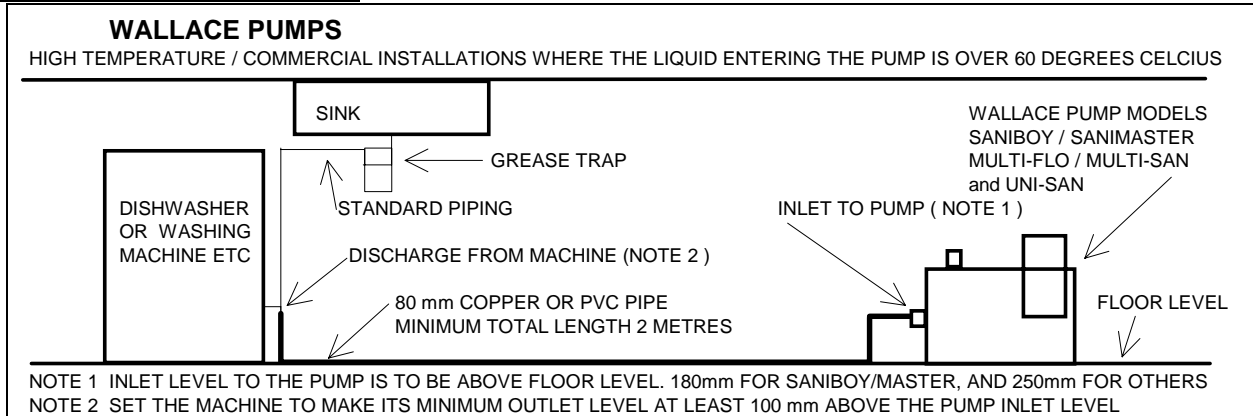 WALLACE PUMPS
HIGH TEMPERATURE / COMMERCIAL INSTALLATIONS WHERE THE LIQUID ENTERING THE PUMP IS OVER 60 DEGREES CELCIUS
SINK
GREASE TRAP
WALLACE PUMP MODELS
SANIBOY / SANIMASTER
MULTI-FLO / MULTI-SAN
and UNI-SAN
DISHWASHER
OR WASHING
MACHINE ETC
STANDARD PIPING
INLET TO PUMP ( NOTE 1 )
DISCHARGE FROM MACHINE (NOTE 2 )
80 mm COPPER OR PVC PIPE
MINIMUM TOTAL LENGTH 2 METRES
FLOOR LEVEL
NOTE 1 INLET LEVEL TO THE PUMP IS TO BE ABOVE FLOOR LEVEL. 180mm FOR SANIBOY/MASTER, AND 250mm FOR OTHERS
NOTE 2 SET THE MACHINE TO MAKE ITS MINIMUM OUTLET LEVEL AT LEAST 100 mm ABOVE THE PUMP INLET LEVEL